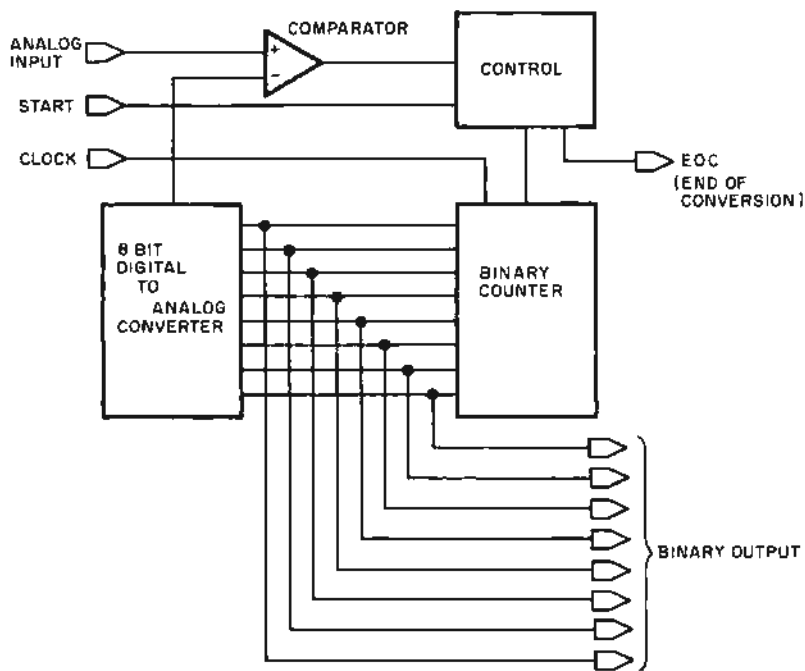 COMPARATOR
ANALOG
INPUT
+
−
CONTROL
START
CLOCK
EOC
(END OF
CONVERSION)
8 BIT
DIGITAL
TO
ANALOG
CONVERTER
BINARY
COUNTER
BINARY OUTPUT